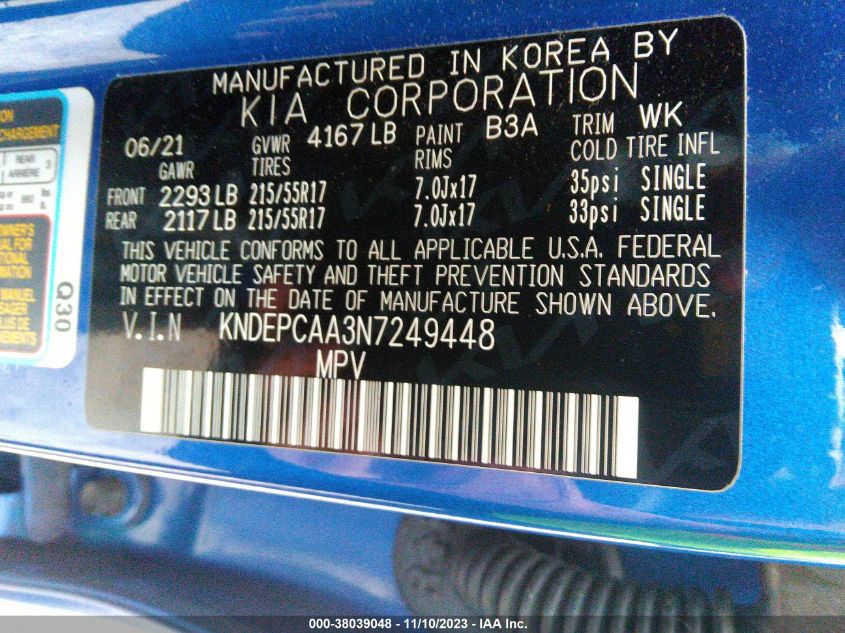 MANUFACTURED IN KOREA BY
KIA CORPORATION
06/21 GVWR 4167 LB PAINT B3A TRIM WK
GAWR TIRES RIMS COLD TIRE INFL
FRONT 2293 LB 215/55R17 7.0Jx17 35psi SINGLE
REAR 2117 LB 215/55R17 7.0Jx17 33psi SINGLE
THIS VEHICLE CONFORMS TO ALL APPLICABLE U.S.A. FEDERAL
MOTOR VEHICLE SAFETY AND THEFT PREVENTION STANDARDS
IN EFFECT ON THE DATE OF MANUFACTURE SHOWN ABOVE.
V.I.N KNDEPCAA3N7249448
MPV
REAR 3
ARRIÈRE
Q30
000-38039048 - 11/10/2023 - IAA Inc.